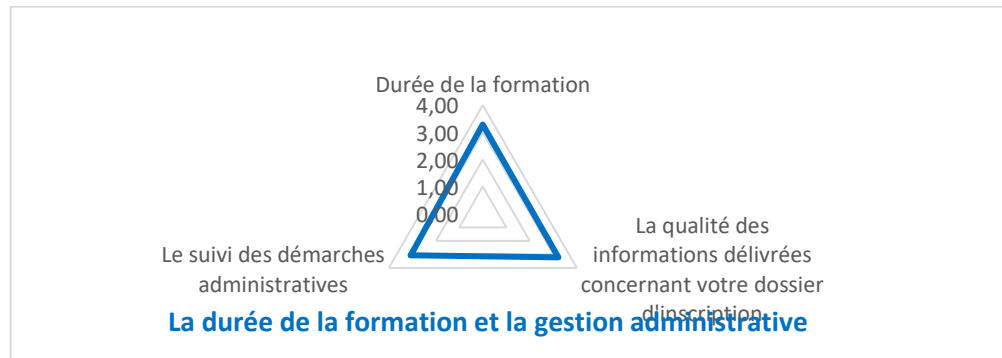 Durée de la formation
4,00
3,00
2,00
1,00
0,00
La qualité des
informations délivrées
concernant votre dossier
d'inscription
Le suivi des démarches
administratives
La durée de la formation et la gestion administrative